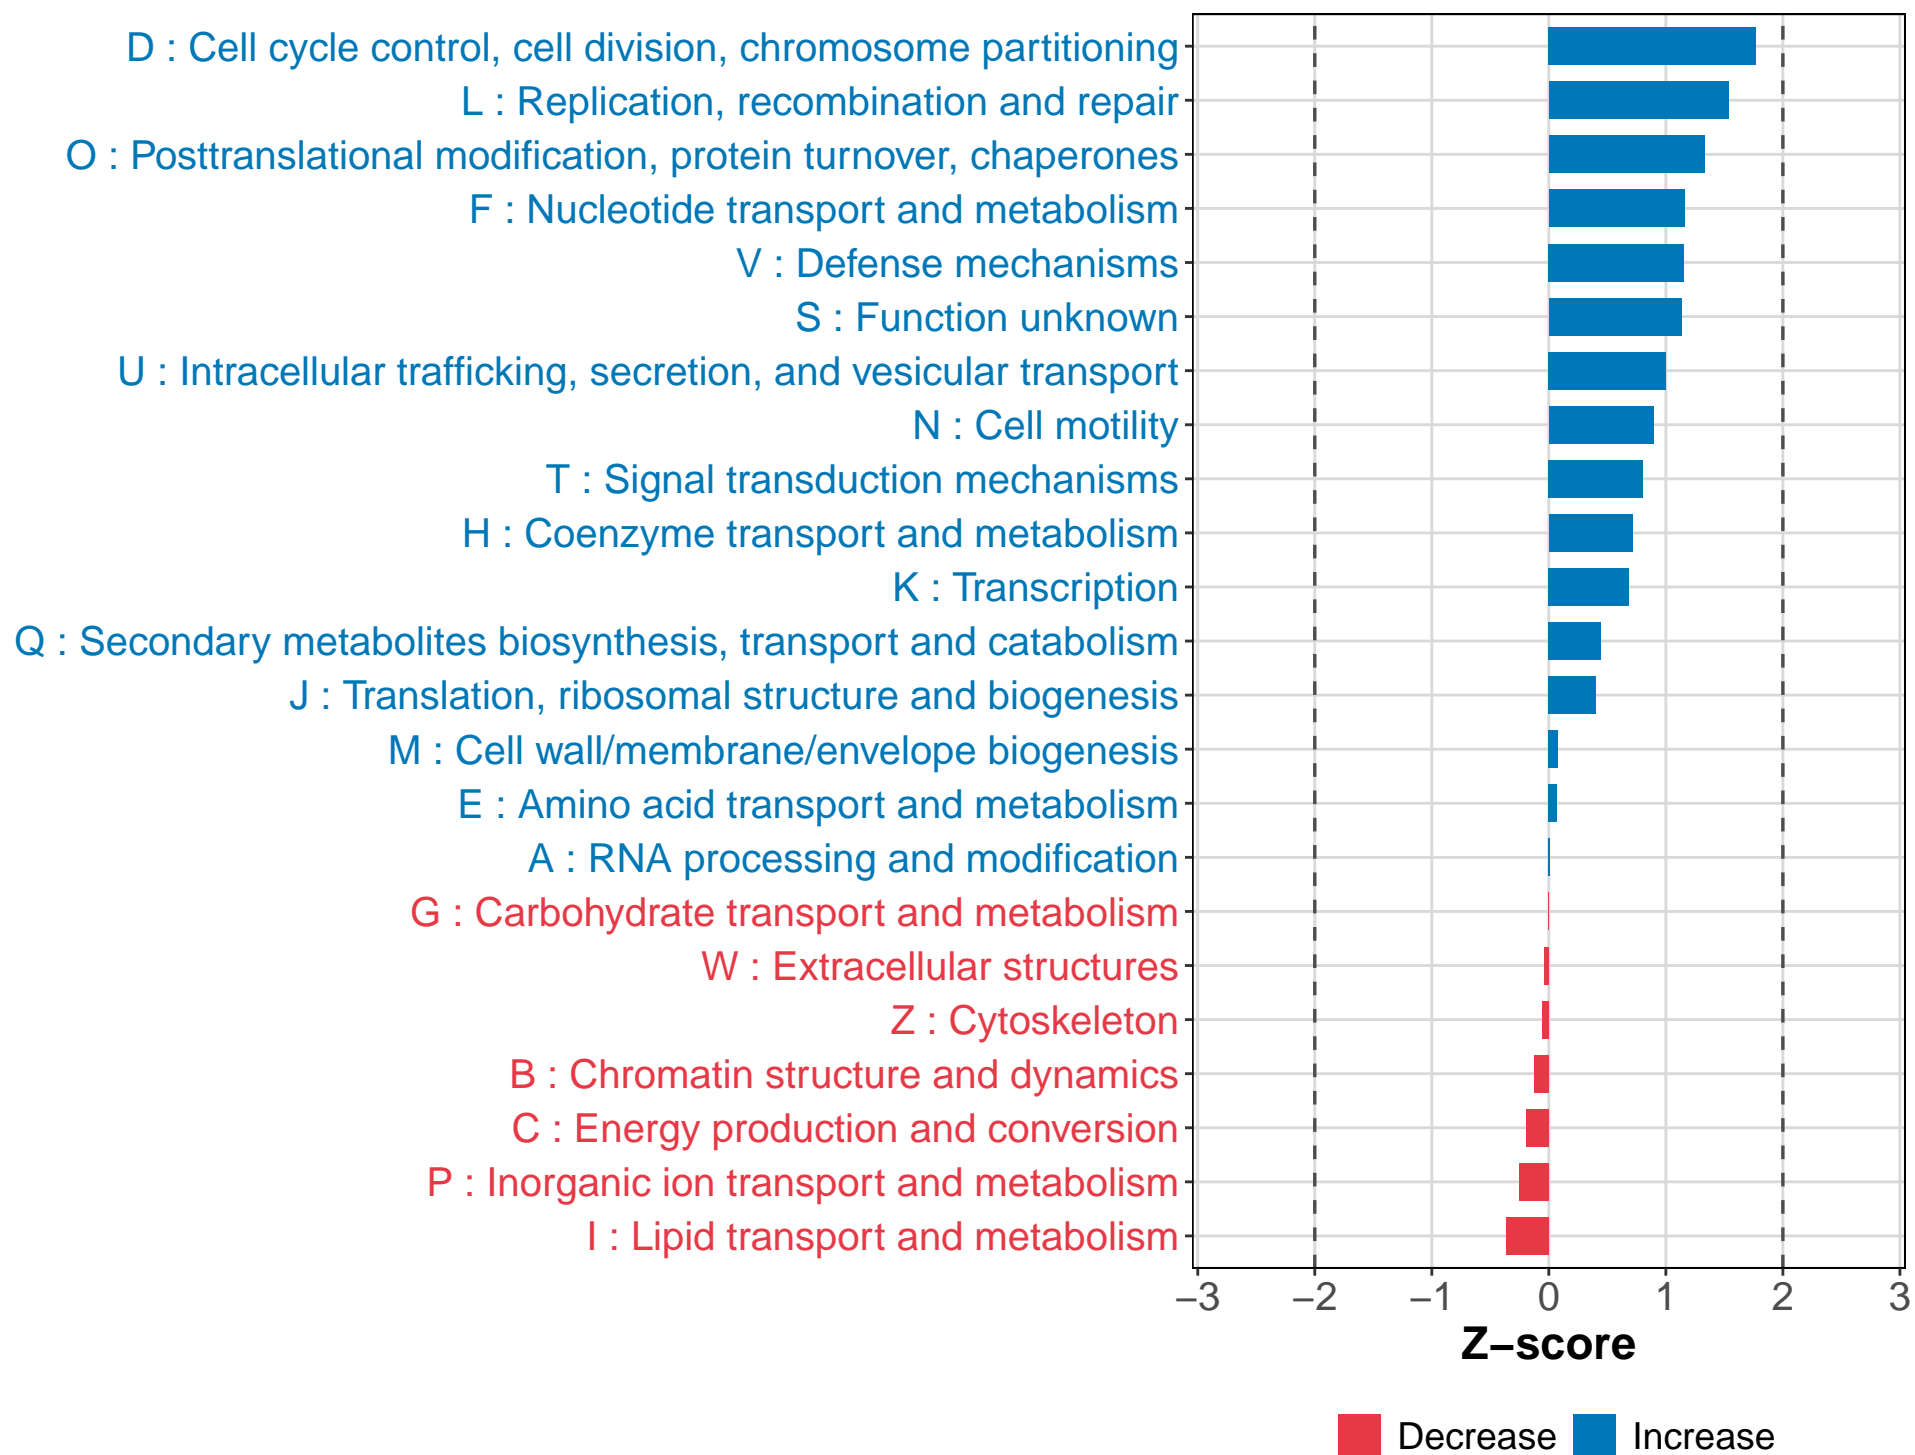 D : Cell cycle control, cell division, chromosome partitioning
L : Replication, recombination and repair
O : Posttranslational modification, protein turnover, chaperones
F : Nucleotide transport and metabolism
V : Defense mechanisms
S : Function unknown
U : Intracellular trafficking, secretion, and vesicular transport
N : Cell motility
T : Signal transduction mechanisms
H : Coenzyme transport and metabolism
K : Transcription
Q : Secondary metabolites biosynthesis, transport and catabolism
J : Translation, ribosomal structure and biogenesis
M : Cell wall/membrane/envelope biogenesis
E : Amino acid transport and metabolism
A : RNA processing and modification
G : Carbohydrate transport and metabolism
W : Extracellular structures
Z : Cytoskeleton
B : Chromatin structure and dynamics
C : Energy production and conversion
P : Inorganic ion transport and metabolism
I : Lipid transport and metabolism
−3 −2 −1 0 1 2 3
Z−score
Decrease Increase